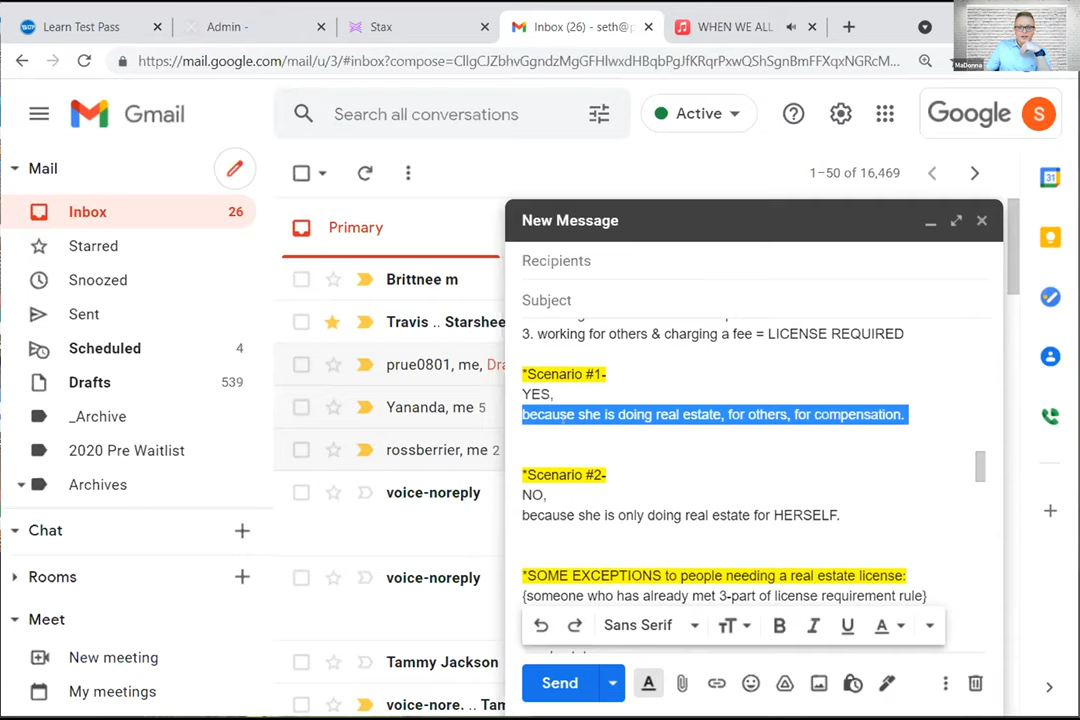 Learn Test Pass
Admin -
Stax
Inbox (26) - seth@p
WHEN WE ALL
MaDonna
https://mail.google.com/mail/u/3/#inbox?compose=CllgCJZbhvGgndzMgGFHlwxdHBqbPgJfKRqrPxwQShSgnBmFFXqxNGRcM...
Gmail
Search all conversations
Active
Google
S
Mail
1–50 of 16,469
31
Inbox 26
Starred
Snoozed
Sent
Scheduled 4
Drafts 539
_Archive
2020 Pre Waitlist
Archives
Chat
Rooms
Meet
New meeting
My meetings
Primary
Brittnee m
Travis .. Starshee
prue0801, me, Dra
Yananda, me 5
rossberrier, me 2
voice-noreply
voice-noreply
Tammy Jackson
voice-nore. .. Tam
New Message
Recipients
Subject
3. working for others & charging a fee = LICENSE REQUIRED
*Scenario #1-
YES,
because she is doing real estate, for others, for compensation.
*Scenario #2-
NO,
because she is only doing real estate for HERSELF.
*SOME EXCEPTIONS to people needing a real estate license:
{someone who has already met 3-part of license requirement rule}
Sans Serif
B I U A
Send